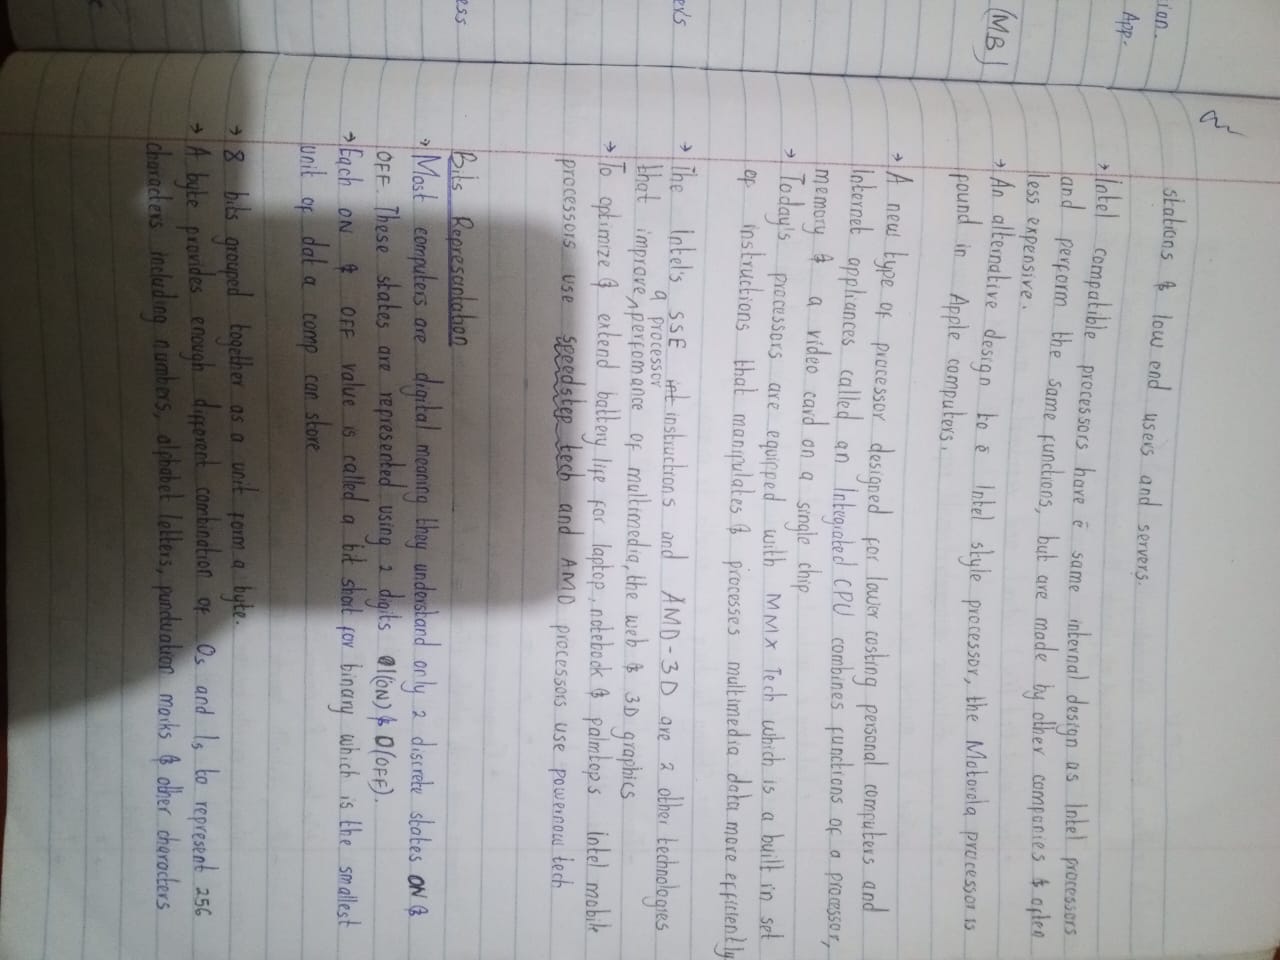 ion.
App.
(MB)
ers
ess
stations & low end users and servers.
→ Intel compatible processors have ē same internal design as Intel processors
and perform the same functions, but are made by other companies & often
less expensive.
→ An alternative design to ē Intel style processor, the Motorola processor is
found in Apple computers.
→ A new type of processor designed for lower costing personal computers and
Internet appliances called an Integrated CPU combines functions of a processor,
memory & a video card on a single chip
→ Today's processors are equipped with MMX Tech which is a built in set
of instructions that manipulates & processes multimedia data more efficiently
→ The Intel's SSE int instructions and AMD-3D are 2 other technologies
a processor
that improve ^ perfomance of multimedia, the web & 3D graphics
→ To optimize & extend battery life for laptop, notebook & palmtops Intel mobile
processors use speedstep tech and AMD processors use powernow tech
Bits Represantation
→ Most computers are digital meaning they understand only 2 discrete states ON &
OFF. These states are represented using 2 digits 1(ON) & 0(OFF).
→ Each ON & OFF value is called a bit short for binary which is the smallest
unit of dat a comp can store
→ 8 bits grouped together as a unit form a byte.
→ A byte provides enough different combination of 0s and 1s to represent 256
characters including numbers, alphabet letters, punctuation marks & other characters